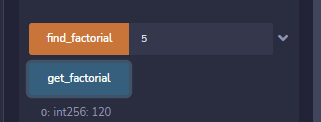 find_factorial 5
get_factorial
0: int256: 120